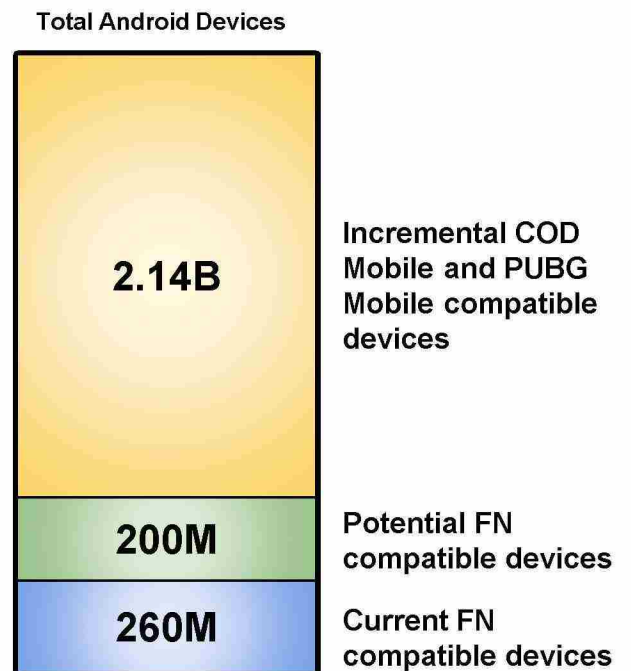 Total Android Devices
2.14B
Incremental COD
Mobile and PUBG
Mobile compatible
devices
200M
Potential FN
compatible devices
260M
Current FN
compatible devices